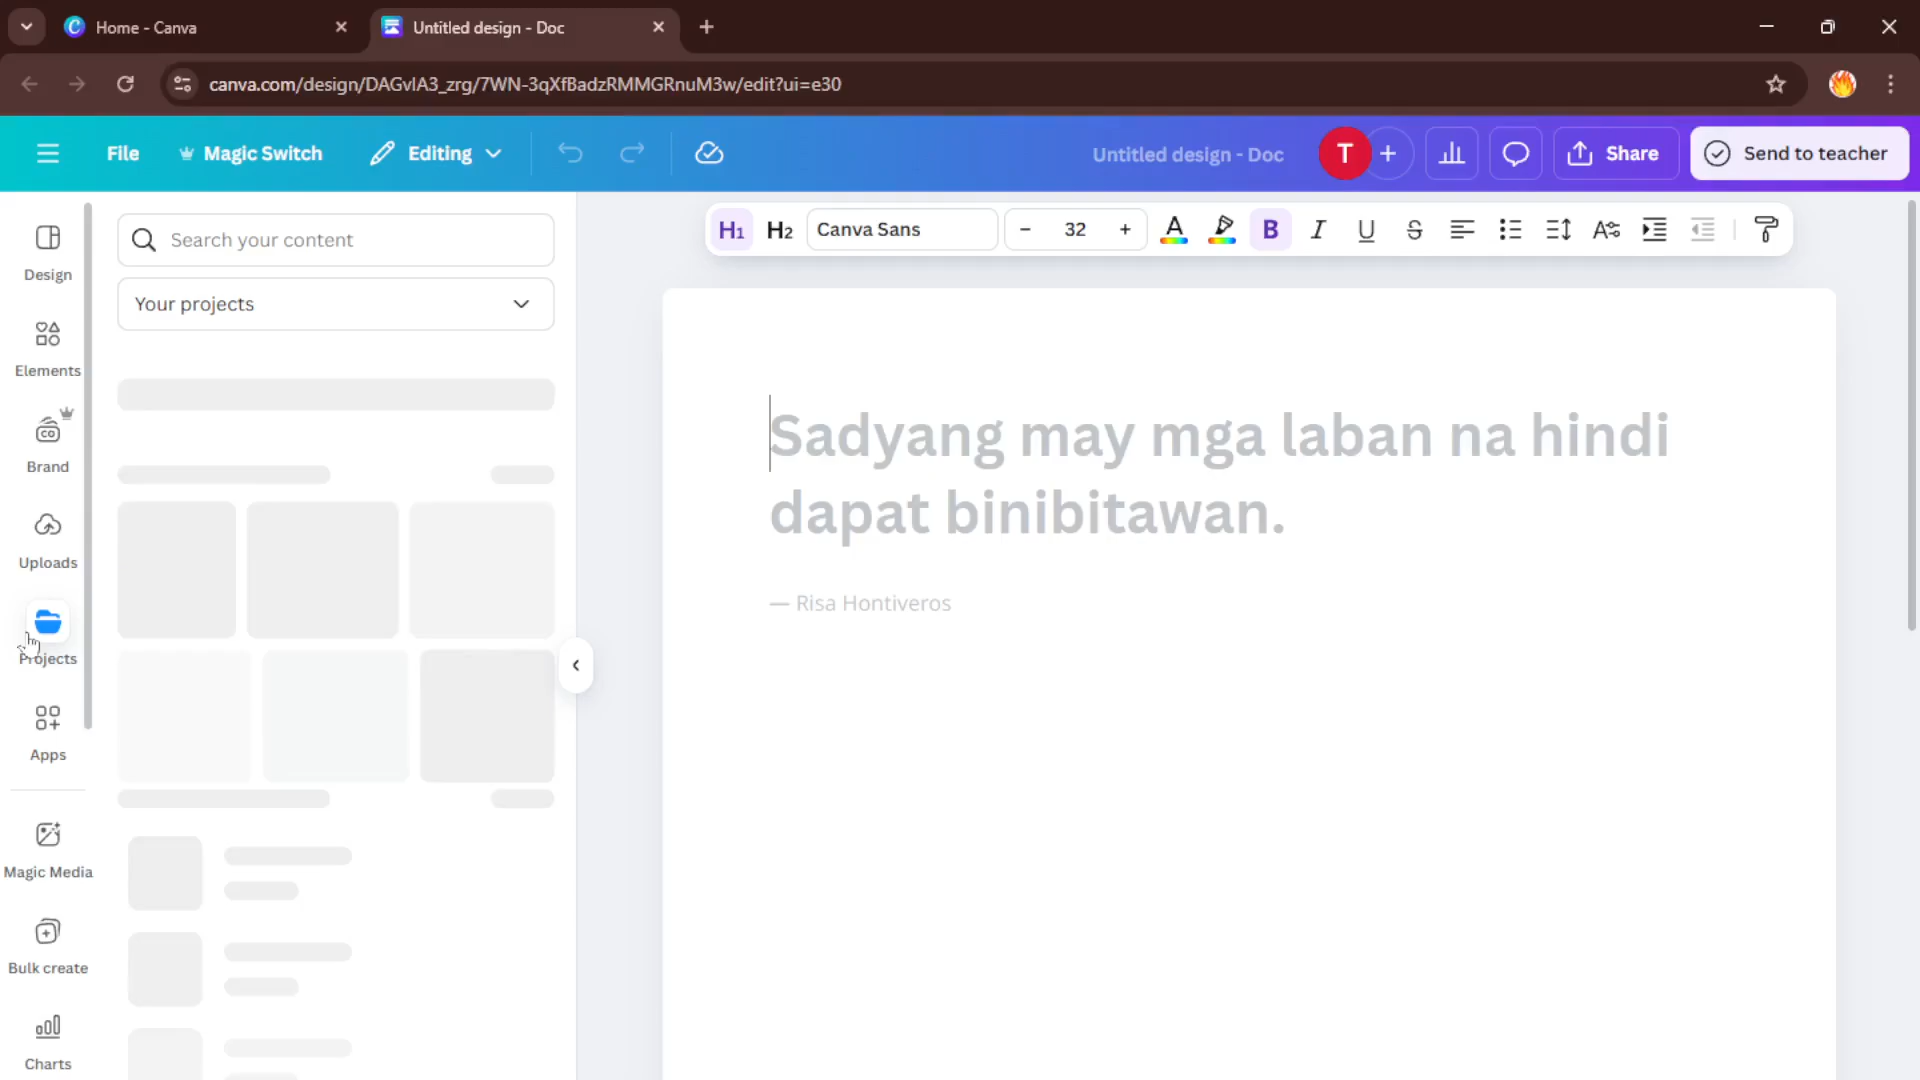 Home - Canva
Untitled design - Doc
canva.com/design/DAGvlA3_zrg/7WN-3qXfBadzRMMGRnuM3w/edit?ui=e30
File
Magic Switch
Editing
Untitled design - Doc
T
Share
Send to teacher
Design
Elements
Brand
Uploads
Projects
Apps
Magic Media
Bulk create
Charts
Search your content
Your projects
H1
H2
Canva Sans
32
A
B
I
U
S
Sadyang may mga laban na hindi
dapat binibitawan.
— Risa Hontiveros